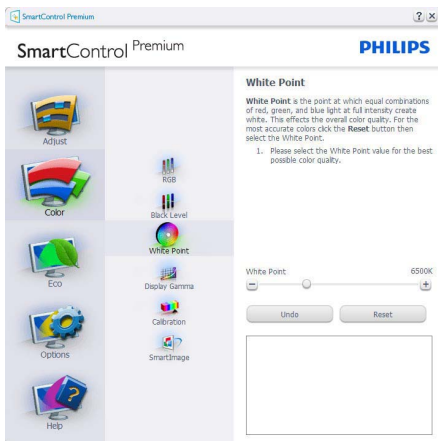 SmartControl Premium
SmartControl Premium
PHILIPS
Adjust
Color
Eco
Options
Help
RGB
Black Level
White Point
Display Gamma
Calibration
SmartImage
White Point
White Point is the point at which equal combinations
of red, green, and blue light at full intensity create
white. This effects the overall color quality. For the
most accurate colors click the Reset button then
select the White Point.
1. Please select the White Point value for the best
possible color quality.
White Point 6500K
Undo Reset